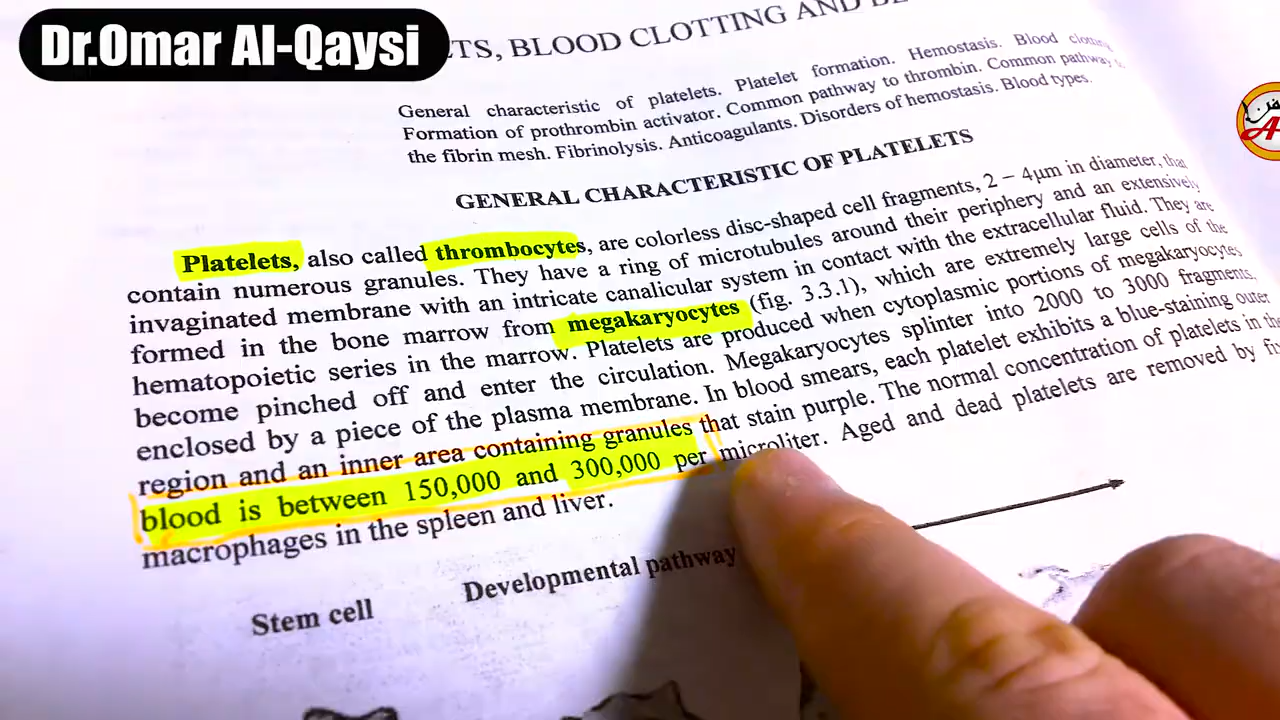 Dr.Omar Al-Qaysi
TS, BLOOD CLOTTING AND
General characteristic of platelets. Platelet formation. Hemostasis. Blood clotting.
Formation of prothrombin activator. Common pathway to thrombin. Common pathway
the fibrin mesh. Fibrinolysis. Anticoagulants. Disorders of hemostasis. Blood types.
GENERAL CHARACTERISTIC OF PLATELETS
Platelets, also called thrombocytes, are colorless disc-shaped cell fragments, 2 – 4µm in diameter, that
contain numerous granules. They have a ring of microtubules around their periphery and an extensively
invaginated membrane with an intricate canalicular system in contact with the extracellular fluid. They are
formed in the bone marrow from megakaryocytes (fig. 3.3.1), which are extremely large cells of the
hematopoietic series in the marrow. Platelets are produced when cytoplasmic portions of megakaryocytes
become pinched off and enter the circulation. Megakaryocytes splinter into 2000 to 3000 fragments,
enclosed by a piece of the plasma membrane. In blood smears, each platelet exhibits a blue-staining outer
region and an inner area containing granules that stain purple. The normal concentration of platelets in the
blood is between 150,000 and 300,000 per microliter. Aged and dead platelets are removed by
macrophages in the spleen and liver.
Developmental pathway
Stem cell